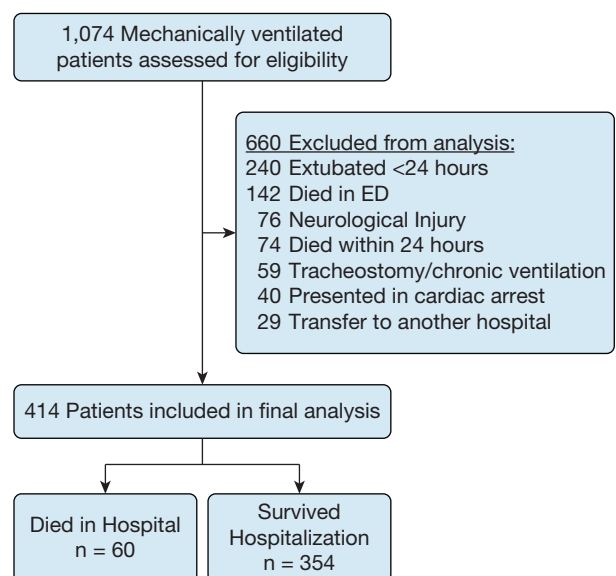 1,074 Mechanically ventilated
patients assessed for eligibility
660 Excluded from analysis:
240 Extubated <24 hours
142 Died in ED
76 Neurological Injury
74 Died within 24 hours
59 Tracheostomy/chronic ventilation
40 Presented in cardiac arrest
29 Transfer to another hospital
414 Patients included in final analysis
Died in Hospital
n = 60
Survived
Hospitalization
n = 354